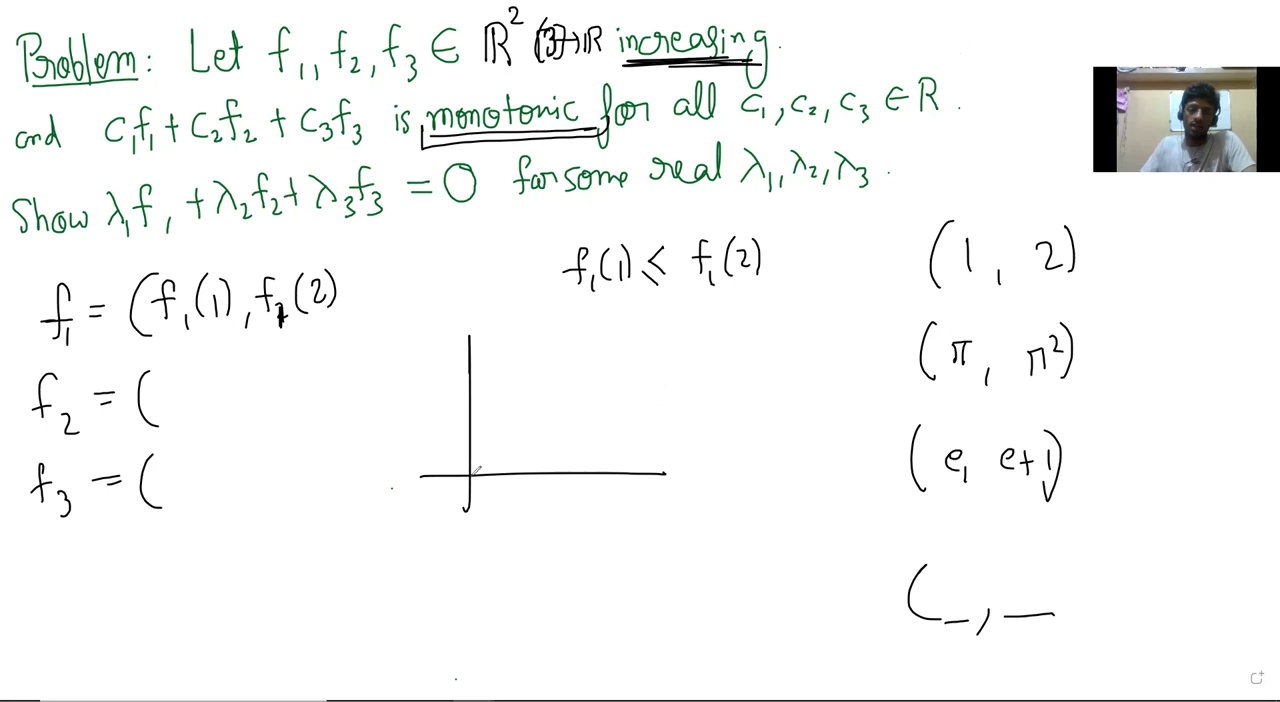 Problem: Let f₁, f₂, f₃ ∈ ℝ² increasing.
and c₁f₁ + c₂f₂ + c₃f₃ is monotonic for all c₁, c₂, c₃ ∈ R.
Show λ₁f₁ + λ₂f₂ + λ₃f₃ = 0 for some real λ₁, λ₂, λ₃.
f₁ = (f₁(1), f₁(2)
f₁(1) ≤ f₁(2)
(1, 2)
f₂ = (
(π, π²)
f₃ = (
(e, e+1)
(_, _